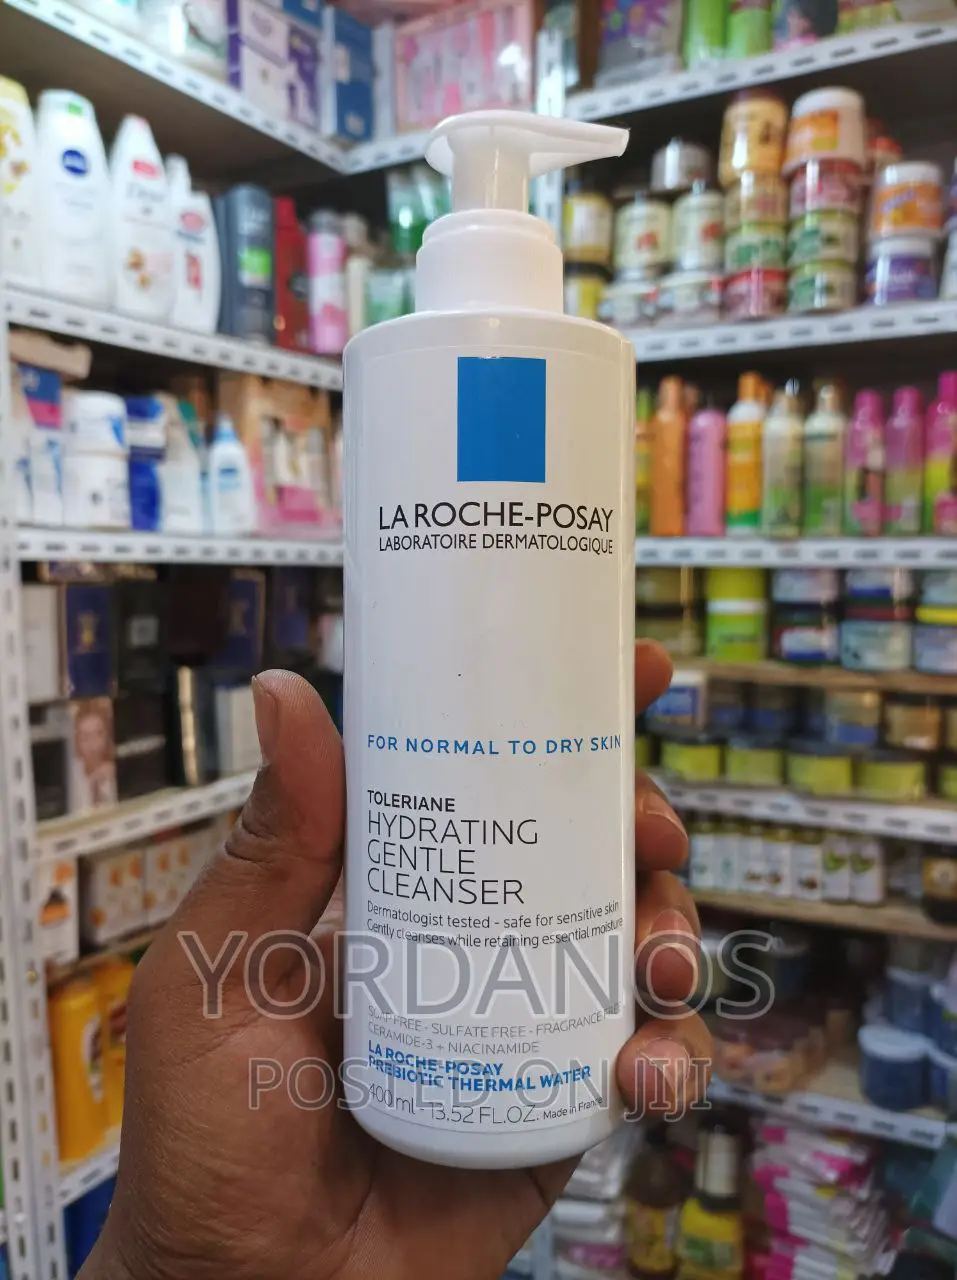 LA ROCHE-POSAY
LABORATOIRE DERMATOLOGIQUE
FOR NORMAL TO DRY SKIN
TOLERIANE
HYDRATING
GENTLE
CLEANSER
Dermatologist tested - safe for sensitive skin
Gently cleanses while retaining essential moisture
YORDANOS
SOAP FREE - SULFATE FREE - FRAGRANCE FREE
CERAMIDE-3 + NIACINAMIDE
LA ROCHE-POSAY
PREBIOTIC THERMAL WATER
POSTED ON JIJI
400 ml - 13.52 FL.OZ. Made in France